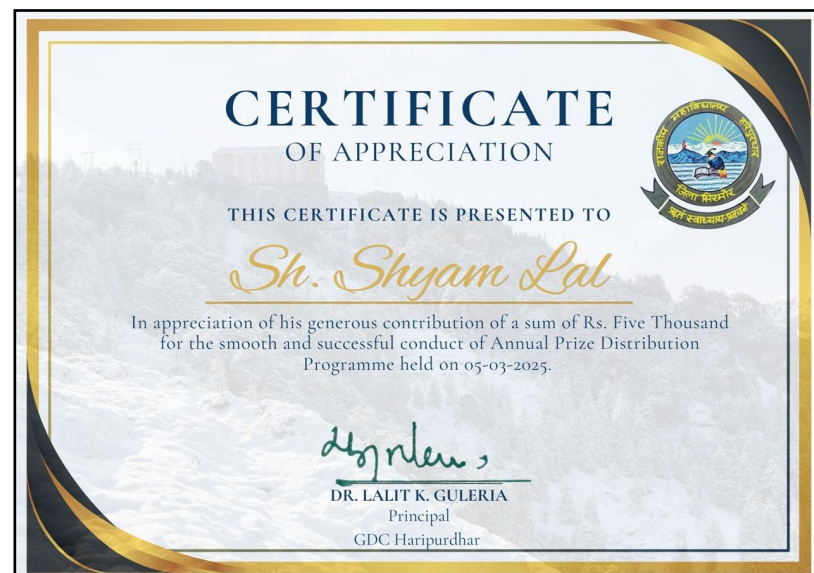 CERTIFICATE
OF APPRECIATION
राजकीय महाविद्यालय हरिपुरधार
जिला सिरमौर
ऋतं स्वाध्याय-प्रवचने
THIS CERTIFICATE IS PRESENTED TO
Sh. Shyam Lal
In appreciation of his generous contribution of a sum of Rs. Five Thousand
for the smooth and successful conduct of Annual Prize Distribution
Programme held on 05-03-2025.
DR. LALIT K. GULERIA
Principal
GDC Haripurdhar